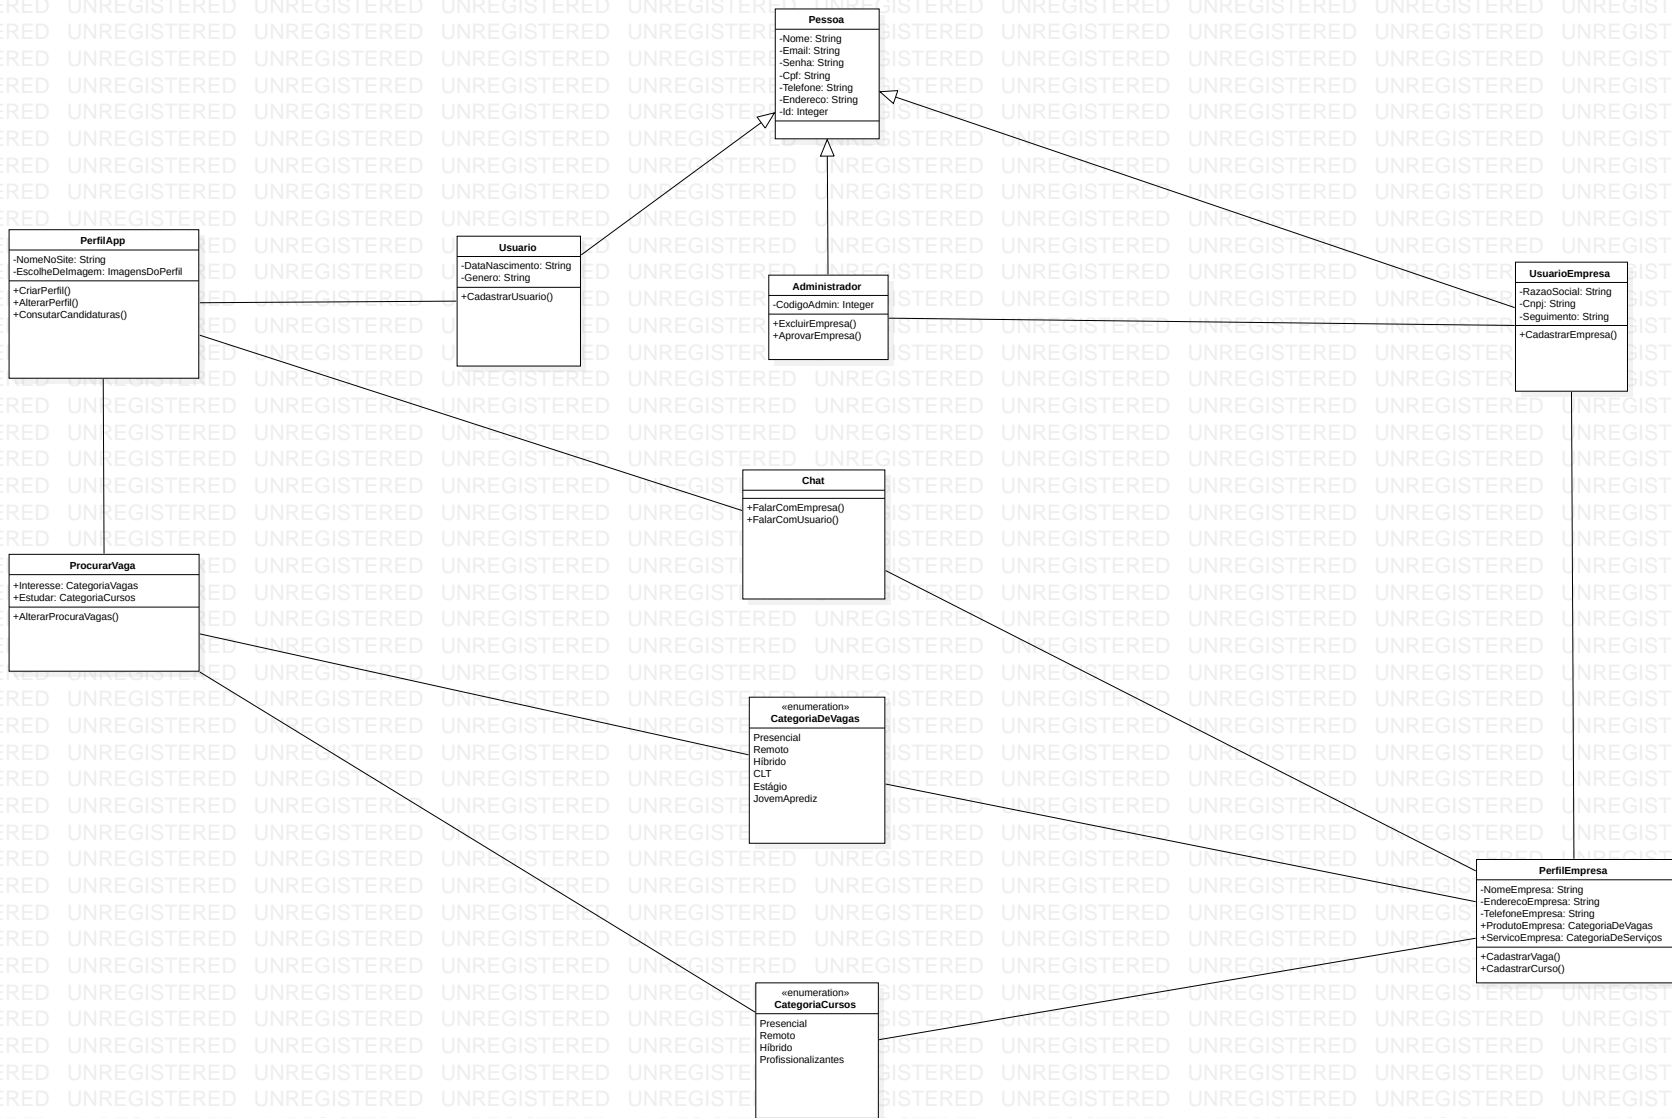 Pessoa
-Nome: String
-Email: String
-Senha: String
-Cpf: String
-Telefone: String
-Endereco: String
-Id: Integer
PerfilApp
-NomeNoSite: String
-EscolheDeImagem: ImagensDoPerfil
+CriarPerfil()
+AlterarPerfil()
+ConsutarCandidaturas()
Usuario
-DataNascimento: String
-Genero: String
+CadastrarUsuario()
Administrador
-CodigoAdmin: Integer
+ExcluirEmpresa()
+AprovarEmpresa()
UsuarioEmpresa
-RazaoSocial: String
-Cnpj: String
-Seguimento: String
+CadastrarEmpresa()
Chat
+FalarComEmpresa()
+FalarComUsuario()
ProcurarVaga
+Interesse: CategoriaVagas
+Estudar: CategoriaCursos
+AlterarProcuraVagas()
«enumeration»
CategoriaDeVagas
Presencial
Remoto
Híbrido
CLT
Estágio
JovemAprediz
PerfilEmpresa
-NomeEmpresa: String
-EnderecoEmpresa: String
-TelefoneEmpresa: String
+ProdutoEmpresa: CategoriaDeVagas
+ServicoEmpresa: CategoriaDeServiços
+CadastrarVaga()
+CadastrarCurso()
«enumeration»
CategoriaCursos
Presencial
Remoto
Híbrido
Profissionalizantes
UNREGISTERED